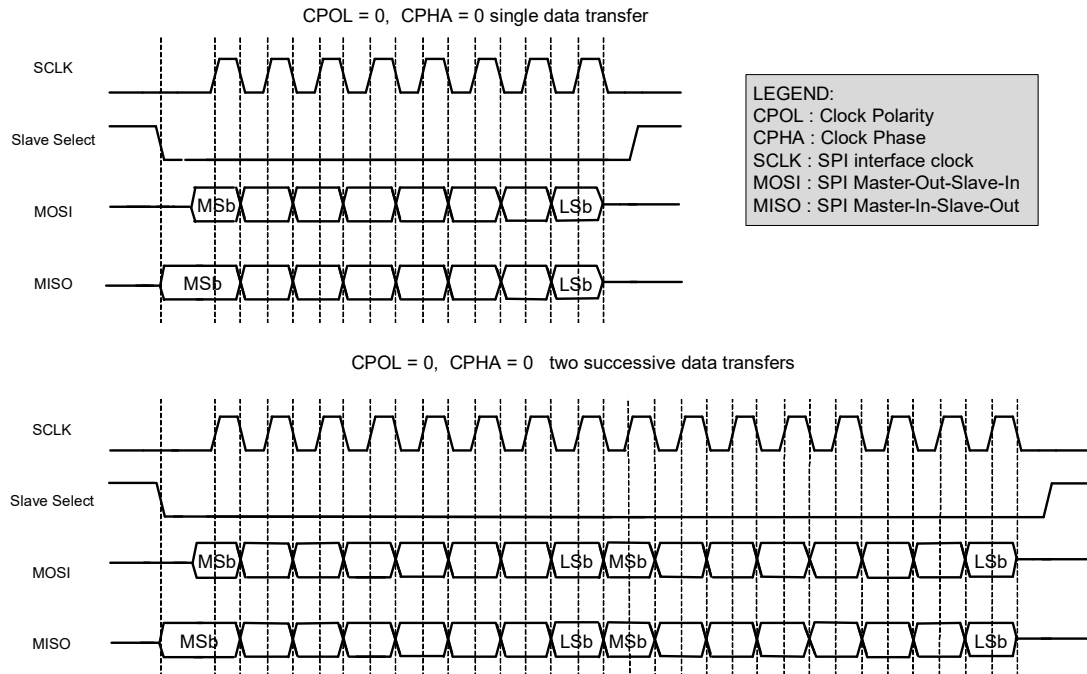 CPOL = 0, CPHA = 0 single data transfer
SCLK
Slave Select
MOSI
MSb
LSb
MISO
MSb
LSb
LEGEND:
CPOL : Clock Polarity
CPHA : Clock Phase
SCLK : SPI interface clock
MOSI : SPI Master-Out-Slave-In
MISO : SPI Master-In-Slave-Out
CPOL = 0, CPHA = 0 two successive data transfers
SCLK
Slave Select
MOSI
MSb
LSb
MSb
LSb
MISO
MSb
LSb
MSb
LSb